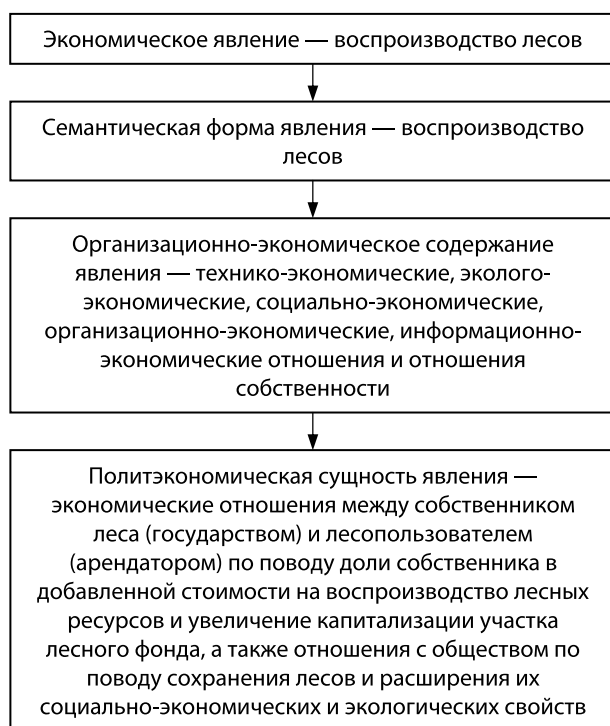 Экономическое явление — воспроизводство лесов
Семантическая форма явления — воспроизводство
лесов
Организационно-экономическое содержание
явления — технико-экономические, эколого-
экономические, социально-экономические,
организационно-экономические, информационно-
экономические отношения и отношения
собственности
Политэкономическая сущность явления —
экономические отношения между собственником
леса (государством) и лесопользователем
(арендатором) по поводу доли собственника в
добавленной стоимости на воспроизводство лесных
ресурсов и увеличение капитализации участка
лесного фонда, а также отношения с обществом по
поводу сохранения лесов и расширения их
социально-экономических и экологических свойств